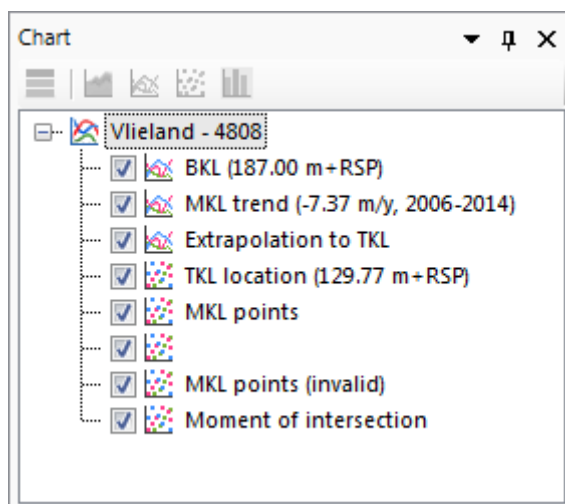 Chart
Vlieland - 4808
BKL (187.00 m+RSP)
MKL trend (-7.37 m/y, 2006-2014)
Extrapolation to TKL
TKL location (129.77 m+RSP)
MKL points
MKL points (invalid)
Moment of intersection